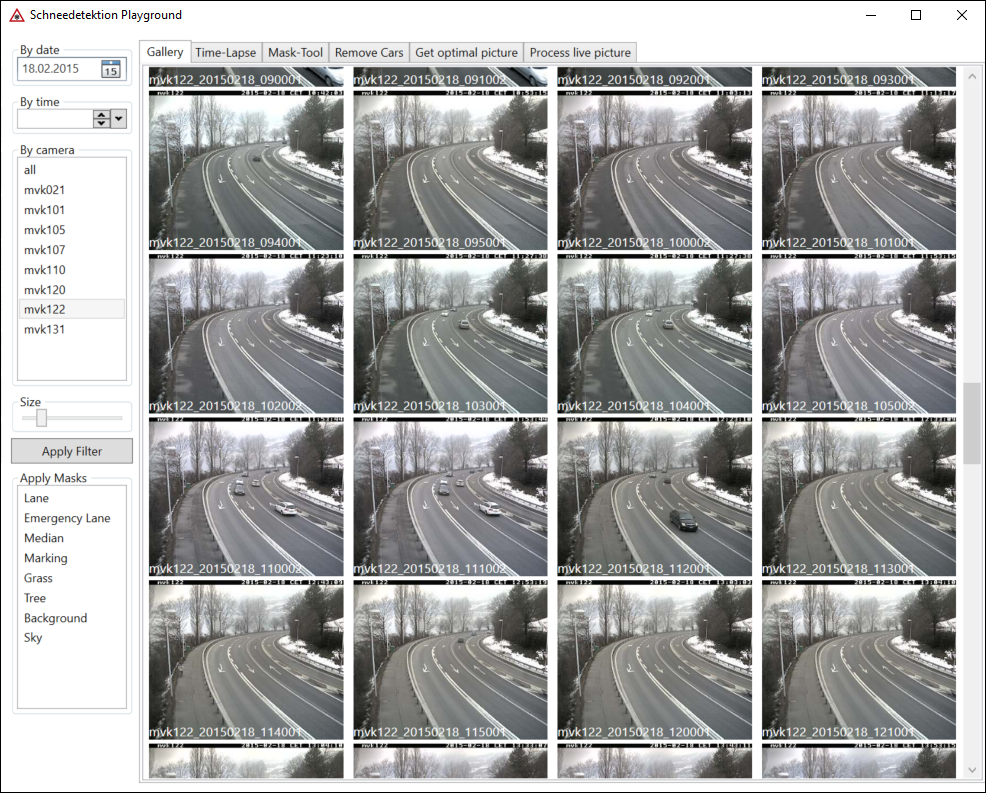 Schneedetektion Playground
By date
18.02.2015
15
By time
By camera
all
mvk021
mvk101
mvk105
mvk107
mvk110
mvk120
mvk122
mvk131
Size
Apply Filter
Apply Masks
Lane
Emergency Lane
Median
Marking
Grass
Tree
Background
Sky
Gallery Time-Lapse Mask-Tool Remove Cars Get optimal picture Process live picture
mvk122_20150218_090001 mvk122_20150218_091002 mvk122_20150218_092001 mvk122_20150218_093001
mvk122_20150218_094001 mvk122_20150218_095001 mvk122_20150218_100002 mvk122_20150218_101001
mvk122_20150218_102002 mvk122_20150218_103001 mvk122_20150218_104001 mvk122_20150218_105002
mvk122_20150218_110002 mvk122_20150218_111002 mvk122_20150218_112001 mvk122_20150218_113001
mvk122_20150218_114001 mvk122_20150218_115001 mvk122_20150218_120001 mvk122_20150218_121001